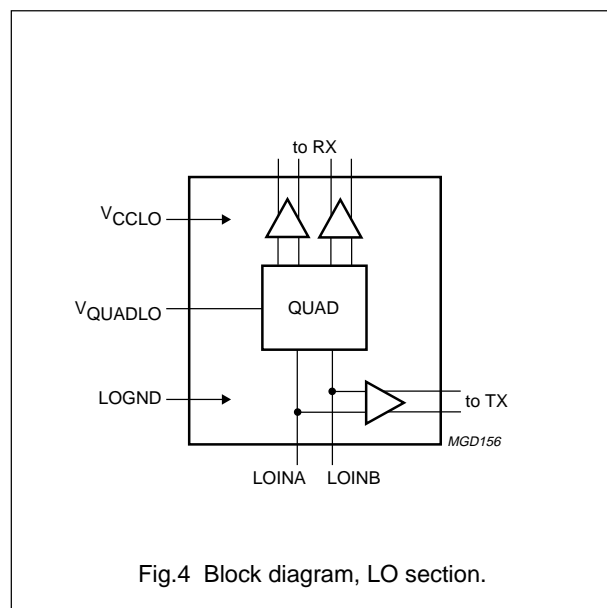 to RX
VCCLO
VQUADLO
QUAD
LOGND
to TX
MGD156
LOINA LOINB
Fig.4 Block diagram, LO section.